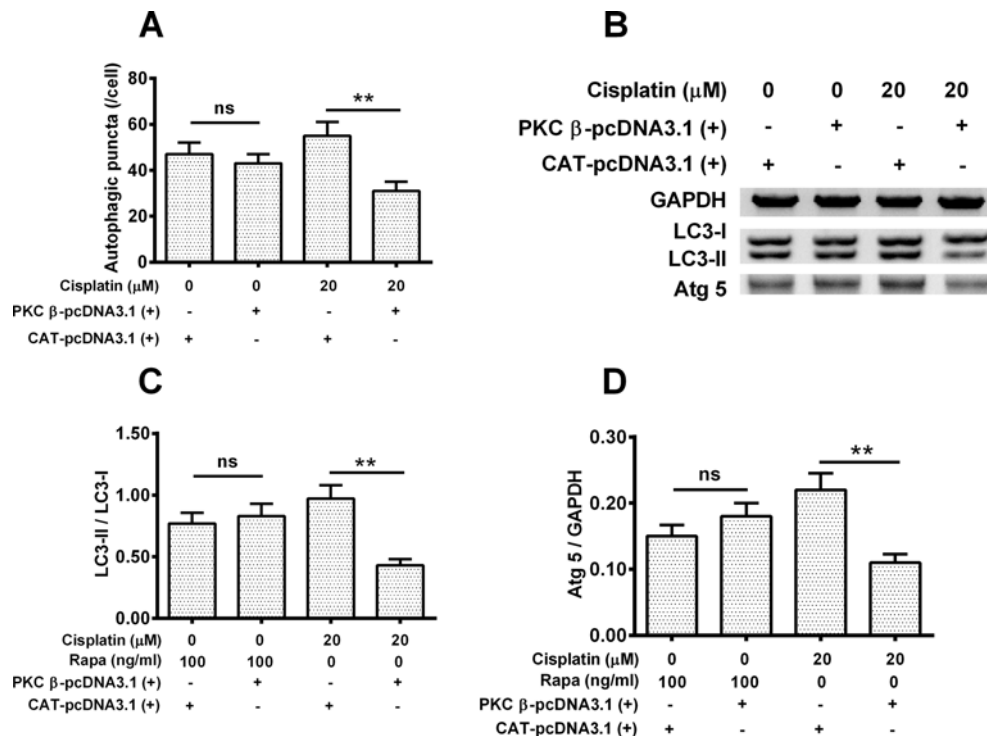 A
Autophagic puncta (/cell)
80
60
40
20
0
ns
**
Cisplatin (μM) 0 0 20 20
PKC β-pcDNA3.1 (+) - + - +
CAT-pcDNA3.1 (+) + - + -
B
Cisplatin (μM) 0 0 20 20
PKC β-pcDNA3.1 (+) - + - +
CAT-pcDNA3.1 (+) + - + -
GAPDH
LC3-I
LC3-II
Atg 5
C
LC3-II / LC3-I
1.50
1.00
0.50
0.00
ns
**
Cisplatin (μM) 0 0 20 20
Rapa (ng/ml) 100 100 0 0
PKC β-pcDNA3.1 (+) - + - +
CAT-pcDNA3.1 (+) + - + -
D
Atg 5 / GAPDH
0.30
0.20
0.10
0.00
ns
**
Cisplatin (μM) 0 0 20 20
Rapa (ng/ml) 100 100 0 0
PKC β-pcDNA3.1 (+) - + - +
CAT-pcDNA3.1 (+) + - + -